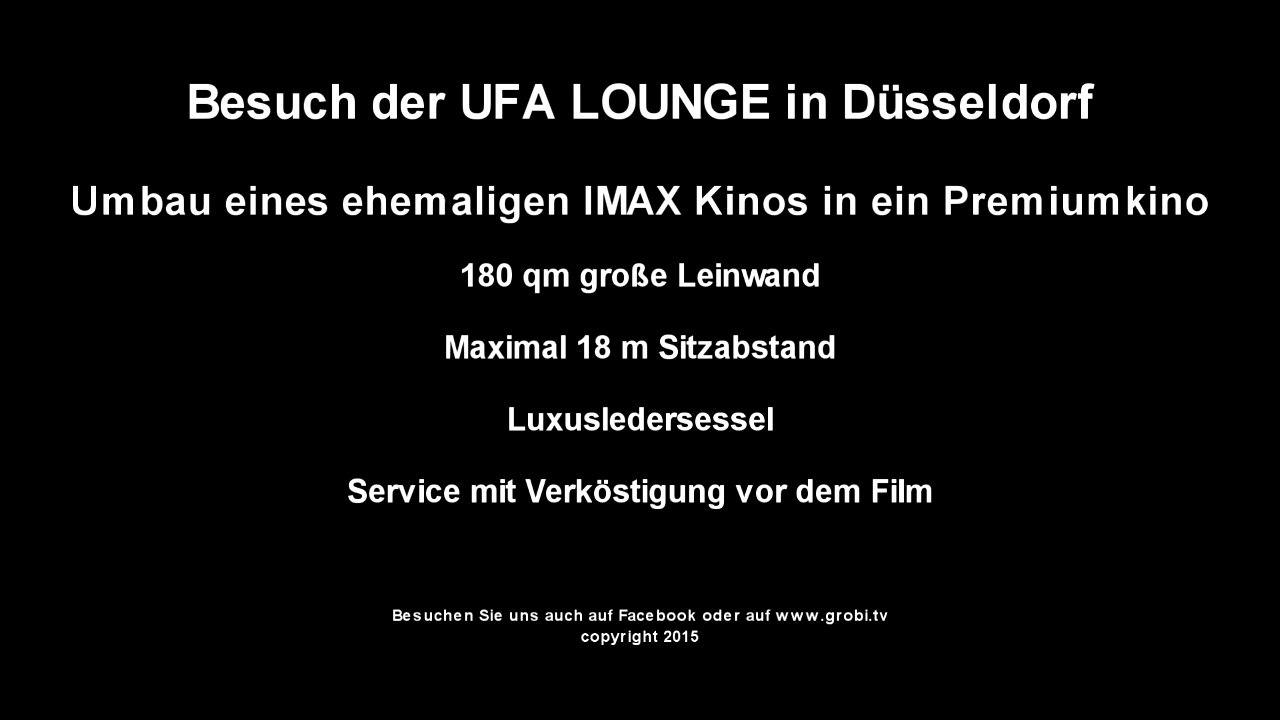 Besuch der UFA LOUNGE in Düsseldorf
Umbau eines ehemaligen IMAX Kinos in ein Premiumkino
180 qm große Leinwand
Maximal 18 m Sitzabstand
Luxusledersessel
Service mit Verköstigung vor dem Film
Besuchen Sie uns auch auf Facebook oder auf www.grobi.tv
copyright 2015